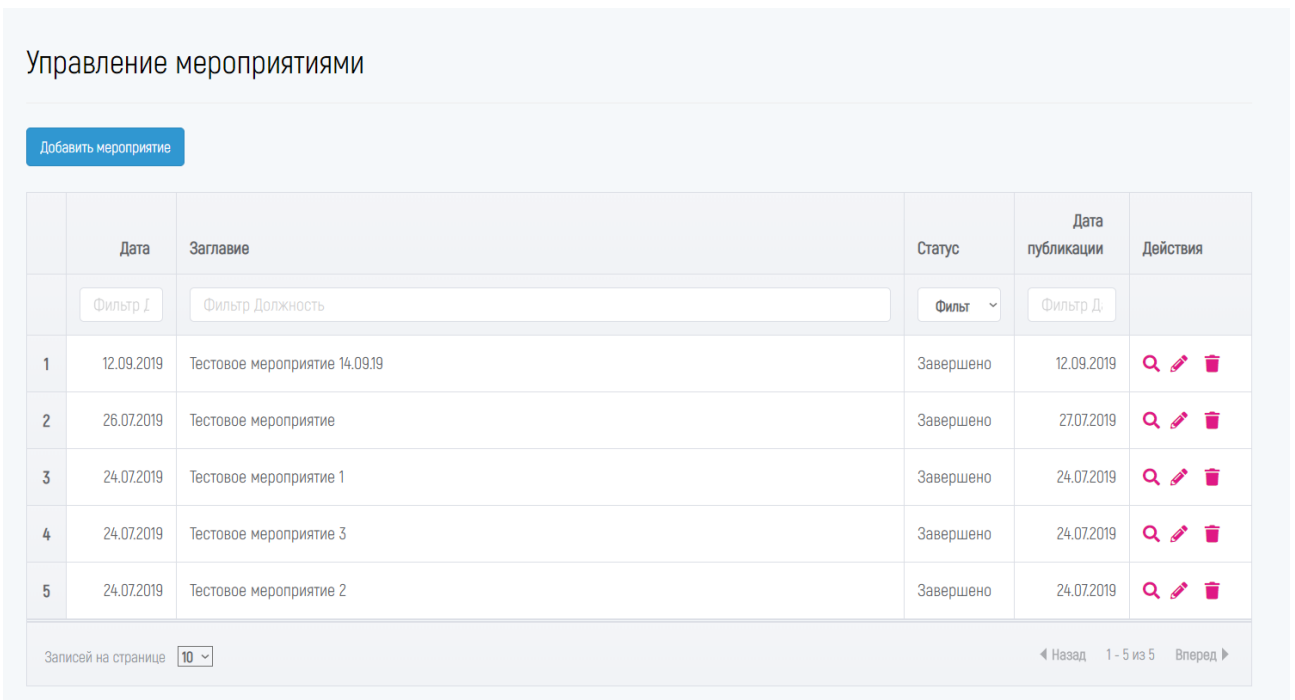 Управление мероприятиями
Добавить мероприятие
Дата Заглавие Статус Дата публикации Действия
Фильтр Д Фильтр Должность Фильт Фильтр Д
1 12.09.2019 Тестовое мероприятие 14.09.19 Завершено 12.09.2019
2 26.07.2019 Тестовое мероприятие Завершено 27.07.2019
3 24.07.2019 Тестовое мероприятие 1 Завершено 24.07.2019
4 24.07.2019 Тестовое мероприятие 3 Завершено 24.07.2019
5 24.07.2019 Тестовое мероприятие 2 Завершено 24.07.2019
Записей на странице 10 Назад 1 - 5 из 5 Вперед